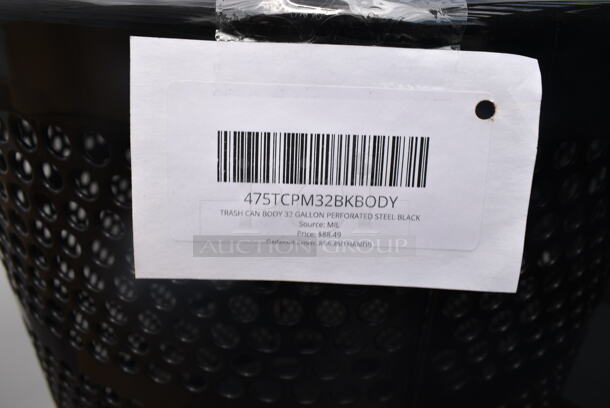 475TCPM32BKBODY
TRASH CAN BODY 32 GALLON PERFORATED STEEL BLACK
Source: MIL
Price: $88.49
AUCTION GROUP